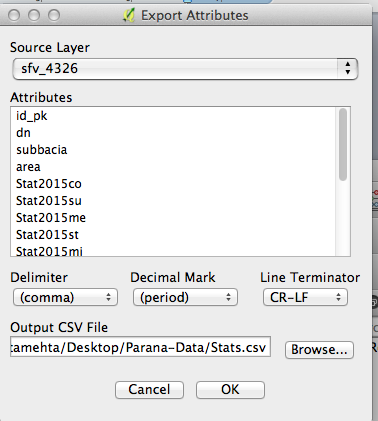 Export Attributes
Source Layer
sfv_4326
Attributes
id_pk
dn
subbacia
area
Stat2015co
Stat2015su
Stat2015me
Stat2015st
Stat2015mi
Delimiter Decimal Mark Line Terminator
(comma) (period) CR-LF
Output CSV File
tamehta/Desktop/Parana-Data/Stats.csv Browse...
Cancel OK